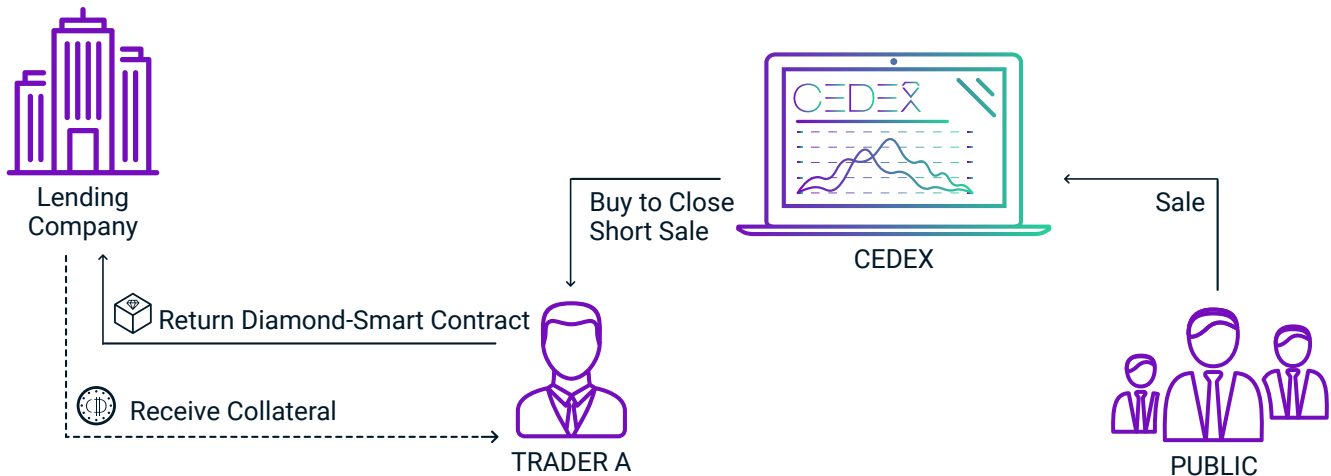 CEDEX
Lending
Company
Buy to Close
Short Sale
Sale
CEDEX
Return Diamond-Smart Contract
Receive Collateral
TRADER A
PUBLIC